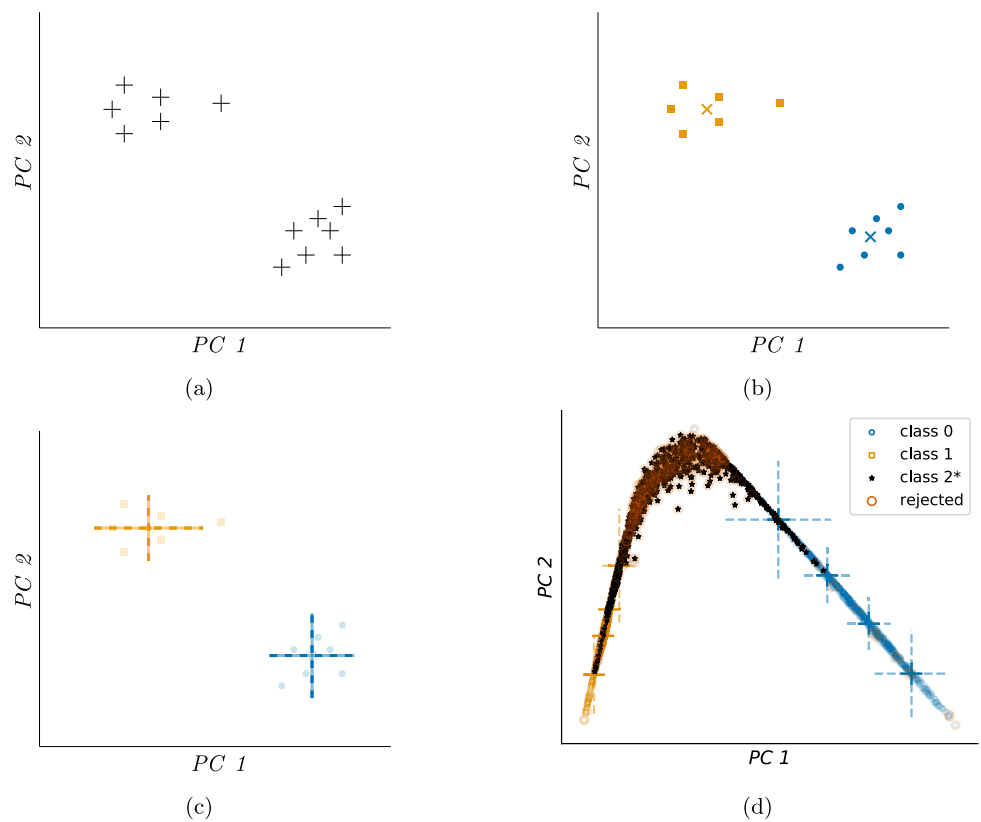 PC 2
PC 1
(a)
PC 2
PC 1
(b)
PC 2
PC 1
(c)
class 0
class 1
class 2*
rejected
PC 2
PC 1
(d)